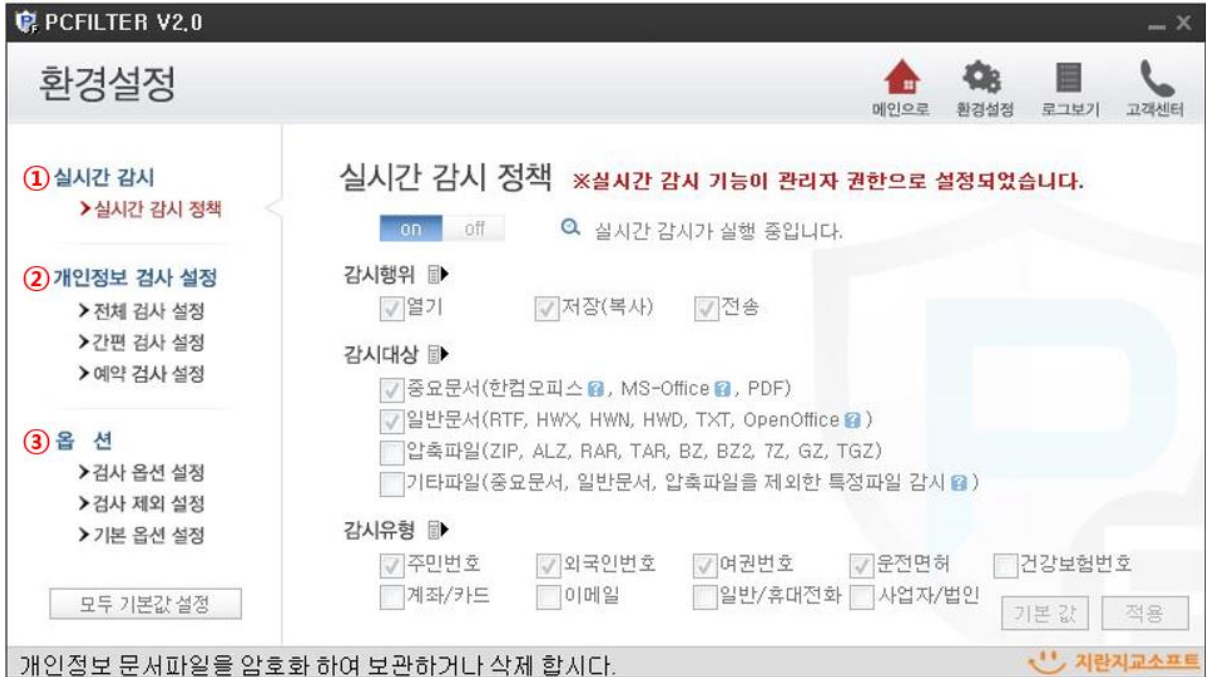 PCFILTER V2.0
환경설정
메인으로 환경설정 로그보기 고객센터
① 실시간 감시
실시간 감시 정책
② 개인정보 검사 설정
전체 검사 설정
간편 검사 설정
예약 검사 설정
③ 옵 션
검사 옵션 설정
검사 제외 설정
기본 옵션 설정
모두 기본값 설정
실시간 감시 정책 ※실시간 감시 기능이 관리자 권한으로 설정되었습니다.
on off 실시간 감시가 실행 중입니다.
감시행위
열기 저장(복사) 전송
감시대상
중요문서(한컴오피스 ?, MS-Office ?, PDF)
일반문서(RTF, HWX, HWN, HWD, TXT, OpenOffice ?)
압축파일(ZIP, ALZ, RAR, TAR, BZ, BZ2, 7Z, GZ, TGZ)
기타파일(중요문서, 일반문서, 압축파일을 제외한 특정파일 감시 ?)
감시유형
주민번호 외국인번호 여권번호 운전면허 건강보험번호
계좌/카드 이메일 일반/휴대전화 사업자/법인
기본 값 적용
개인정보 문서파일을 암호화 하여 보관하거나 삭제 합시다.
지란지교소프트